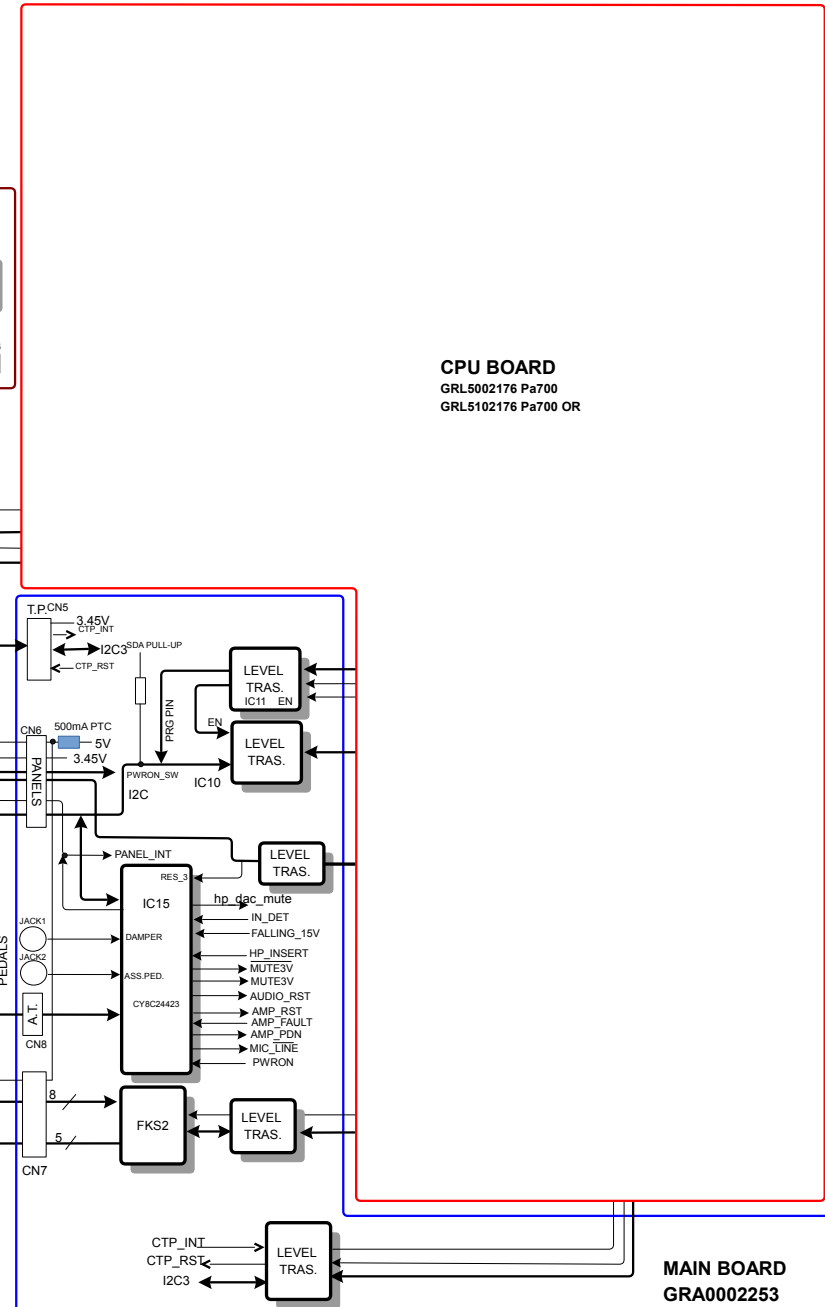 CPU BOARD
GRL5002176 Pa700
GRL5102176 Pa700 OR
T.P. CN5
3.45V
CTP_INT
I2C3
CTP_RST
SDA PULL-UP
LEVEL
TRAS.
IC11 EN
PRG PIN
EN
LEVEL
TRAS.
CN6
500mA PTC
5V
3.45V
PANELS
PWRON_SW
IC10
I2C
PANEL_INT
LEVEL
TRAS.
RES_3
IC15
hp_dac_mute
IN_DET
FALLING_15V
JACK1
DAMPER
HP_INSERT
MUTE3V
MUTE3V
PEDALS
JACK2
ASS.PED.
AUDIO_RST
CY8C24423
AMP_RST
AMP_FAULT
AMP_PDN
MIC_LINE
PWRON
A.T.
CN8
8
5
FKS2
LEVEL
TRAS.
CN7
CTP_INT
CTP_RST
I2C3
LEVEL
TRAS.
MAIN BOARD
GRA0002253